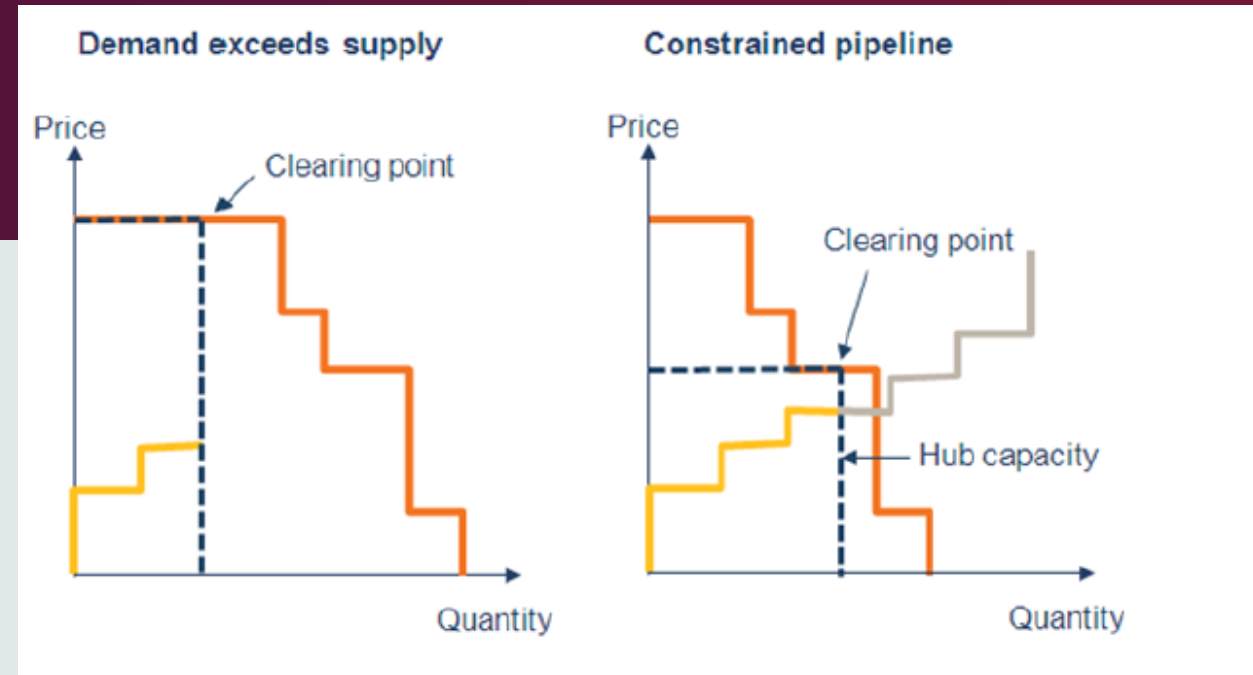 Demand exceeds supply
Price
Clearing point
Quantity
Constrained pipeline
Price
Clearing point
Hub capacity
Quantity